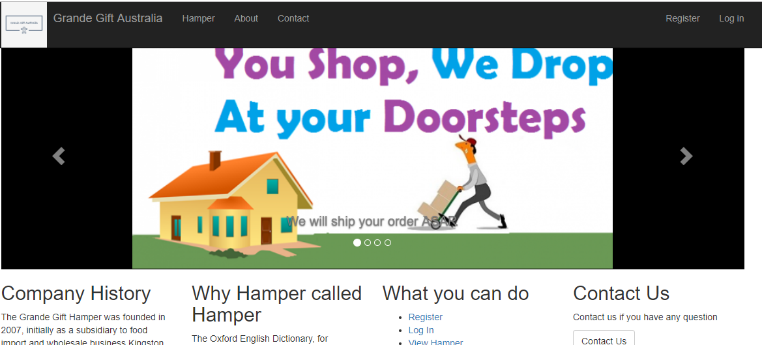 Grande Gift Australia Hamper About Contact Register Log in
You Shop, We Drop
At your Doorsteps
We will ship your order ASAP.
Company History
The Grande Gift Hamper was founded in
2007, initially as a subsidiary to food
import and wholesale business Kingston
Why Hamper called
Hamper
The Oxford English Dictionary, for
What you can do
Register
Log In
View Hamper
Contact Us
Contact us if you have any question
Contact Us